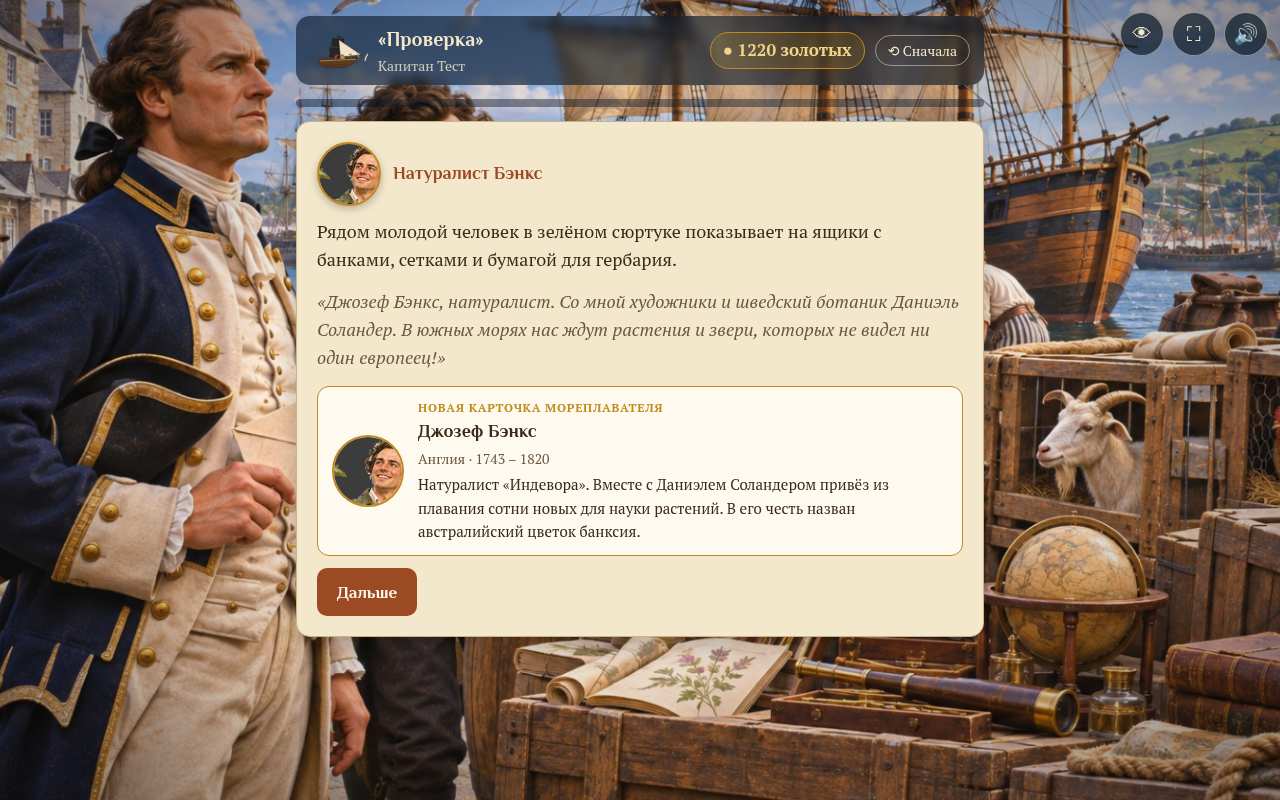 «Проверка»
Капитан Тест
● 1220 золотых
⟲ Сначала
Натуралист Бэнкс
Рядом молодой человек в зелёном сюртуке показывает на ящики с
банками, сетками и бумагой для гербария.
«Джозеф Бэнкс, натуралист. Со мной художники и шведский ботаник Даниэль
Соландер. В южных морях нас ждут растения и звери, которых не видел ни
один европеец!»
НОВАЯ КАРТОЧКА МОРЕПЛАВАТЕЛЯ
Джозеф Бэнкс
Англия · 1743 – 1820
Натуралист «Индевора». Вместе с Даниэлем Соландером привёз из
плавания сотни новых для науки растений. В его честь назван
австралийский цветок банксия.
Дальше